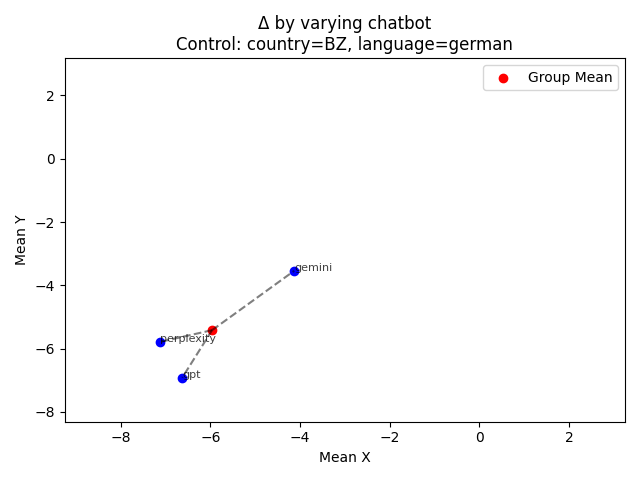 Δ by varying chatbot
Control: country=BZ, language=german
Group Mean
2
0
−2
−4
−6
−8
Mean Y
gemini
perplexity
gpt
−8 −6 −4 −2 0 2
Mean X